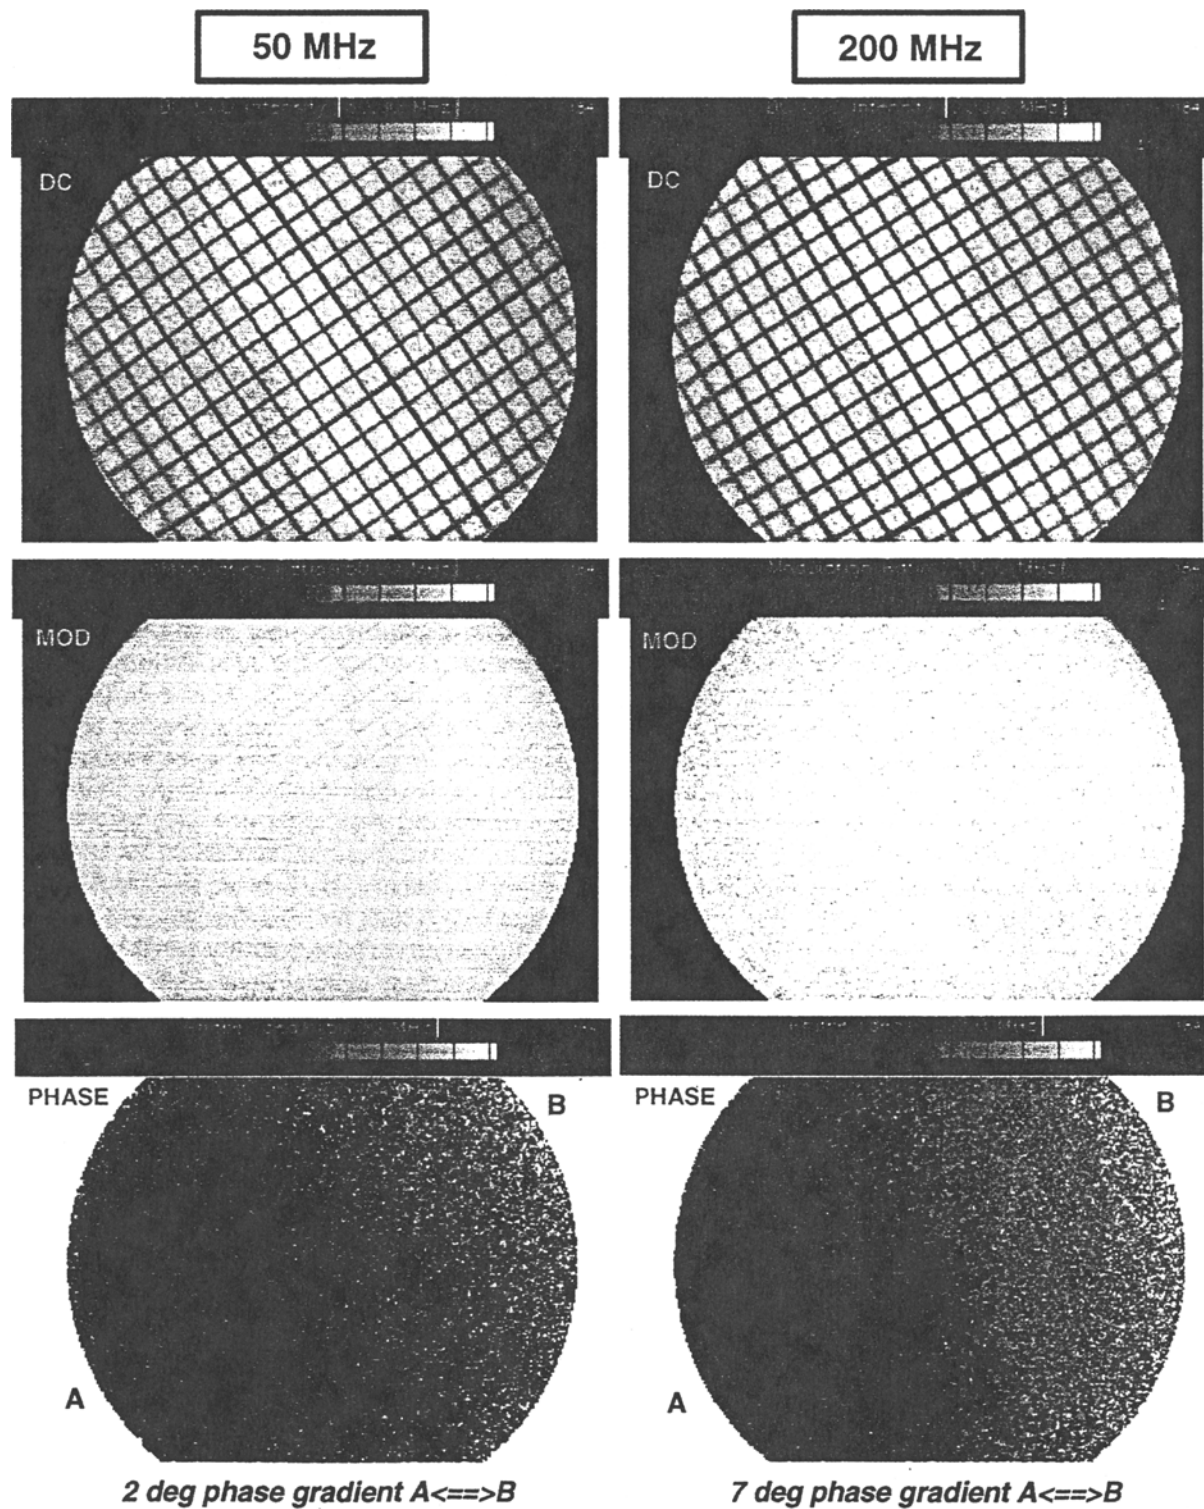 50 MHz
200 MHz
DC
DC
MOD
MOD
PHASE
B
A
PHASE
B
A
2 deg phase gradient A<==>B
7 deg phase gradient A<==>B